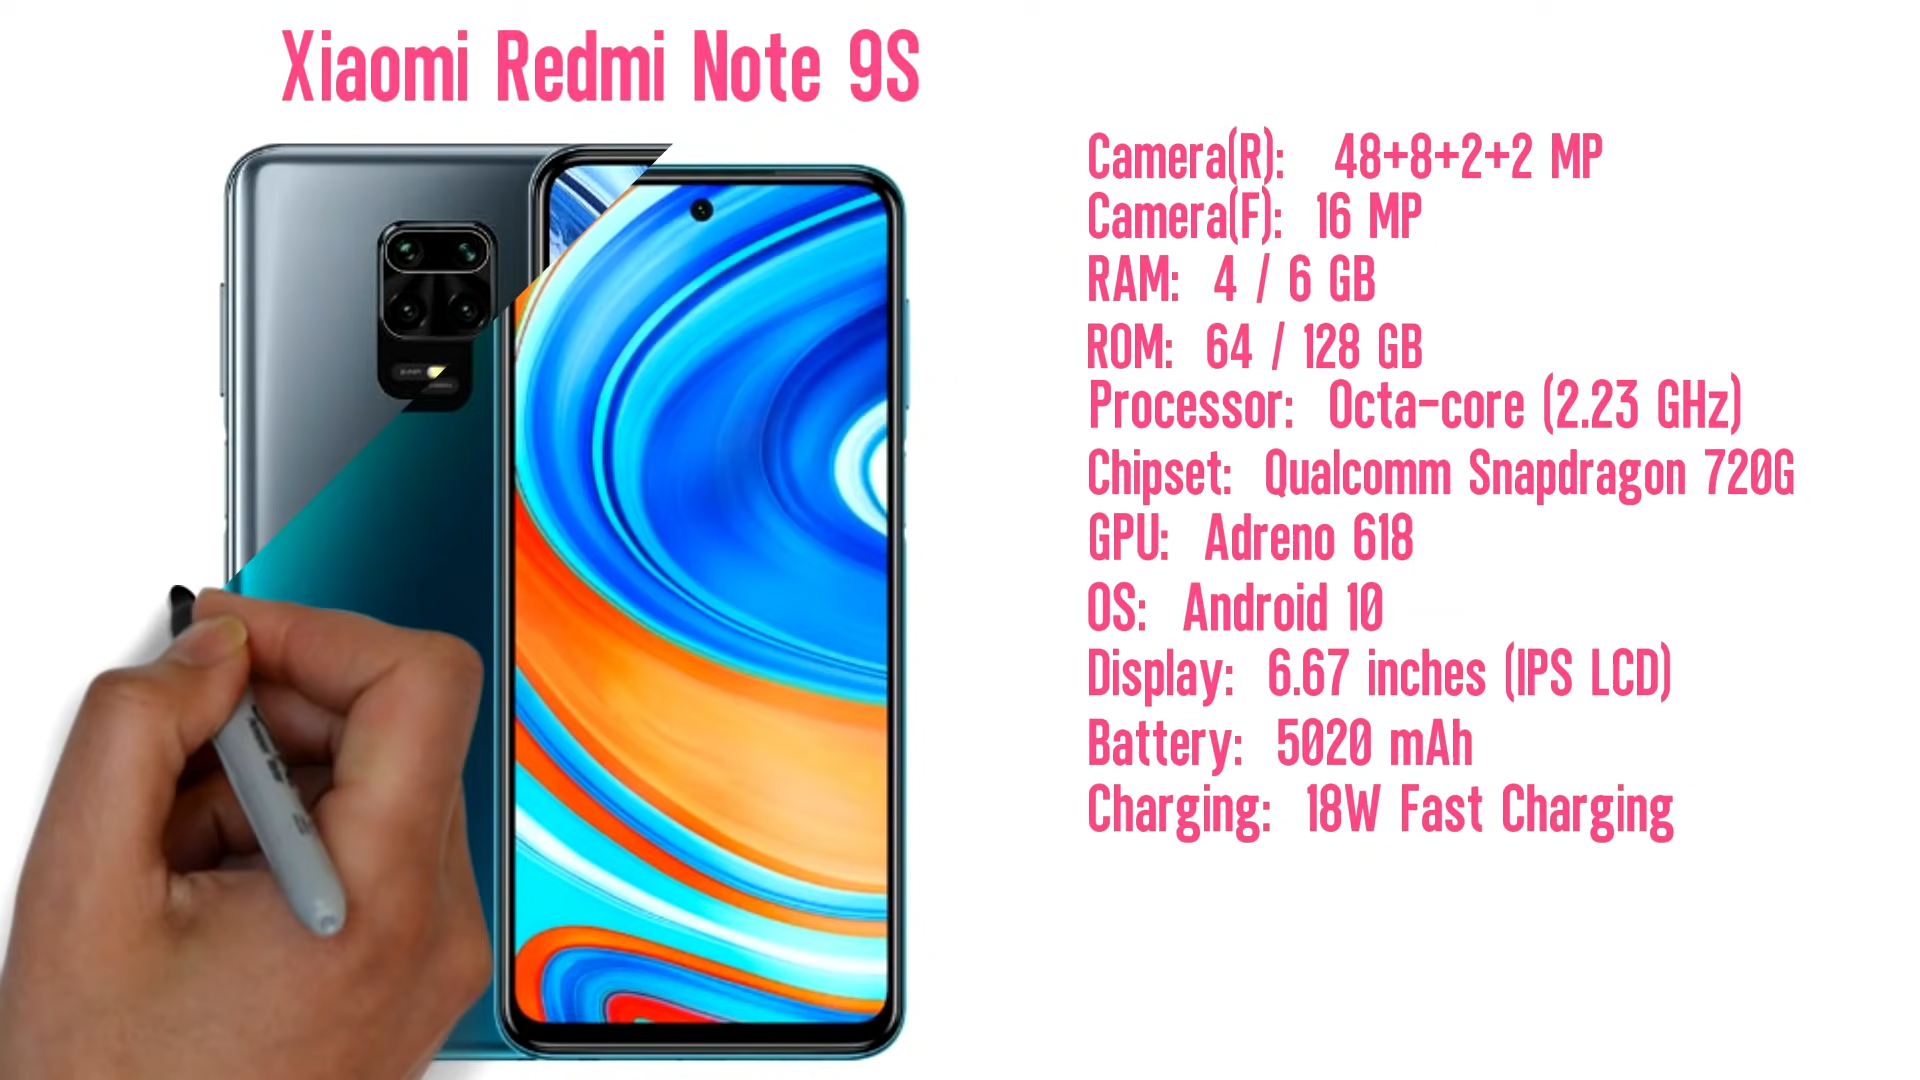 Xiaomi Redmi Note 9S
Camera(R): 48+8+2+2 MP
Camera(F): 16 MP
RAM: 4 / 6 GB
ROM: 64 / 128 GB
Processor: Octa-core (2.23 GHz)
Chipset: Qualcomm Snapdragon 720G
GPU: Adreno 618
OS: Android 10
Display: 6.67 inches (IPS LCD)
Battery: 5020 mAh
Charging: 18W Fast Charging